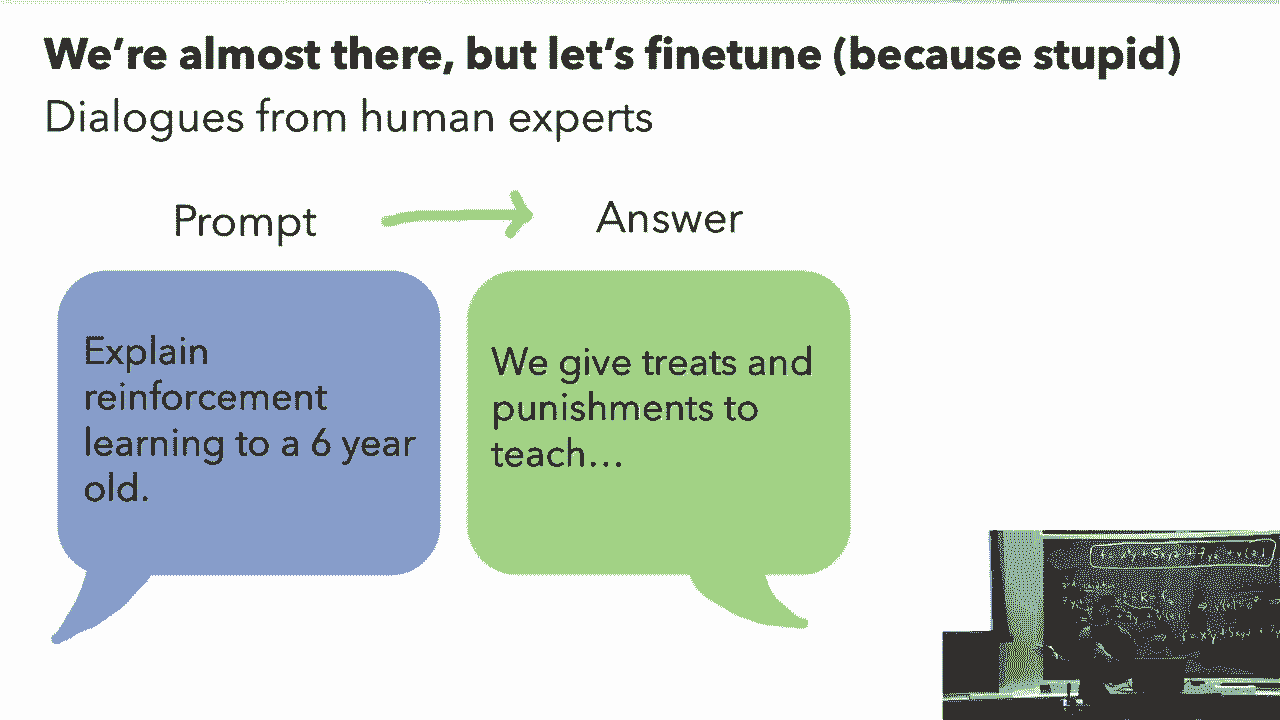 We're almost there, but let's finetune (because stupid)
Dialogues from human experts
Prompt
Answer
Explain
reinforcement
learning to a 6 year
old.
We give treats and
punishments to
teach…